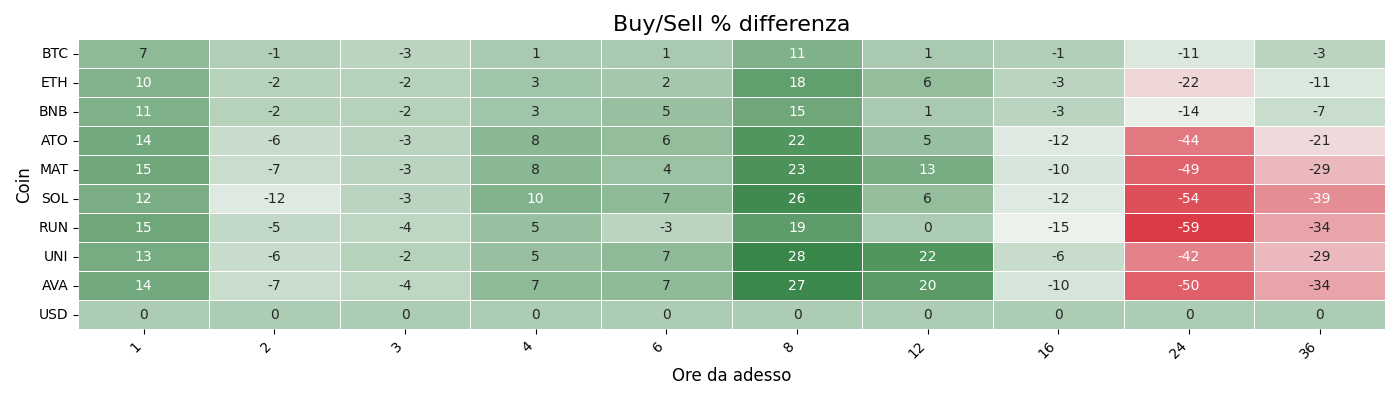 Buy/Sell % differenza
Coin
BTC 7 -1 -3 1 1 11 1 -1 -11 -3
ETH 10 -2 -2 3 2 18 6 -3 -22 -11
BNB 11 -2 -2 3 5 15 1 -3 -14 -7
ATO 14 -6 -3 8 6 22 5 -12 -44 -21
MAT 15 -7 -3 8 4 23 13 -10 -49 -29
SOL 12 -12 -3 10 7 26 6 -12 -54 -39
RUN 15 -5 -4 5 -3 19 0 -15 -59 -34
UNI 13 -6 -2 5 7 28 22 -6 -42 -29
AVA 14 -7 -4 7 7 27 20 -10 -50 -34
USD 0 0 0 0 0 0 0 0 0 0
1 2 3 4 6 8 12 16 24 36
Ore da adesso